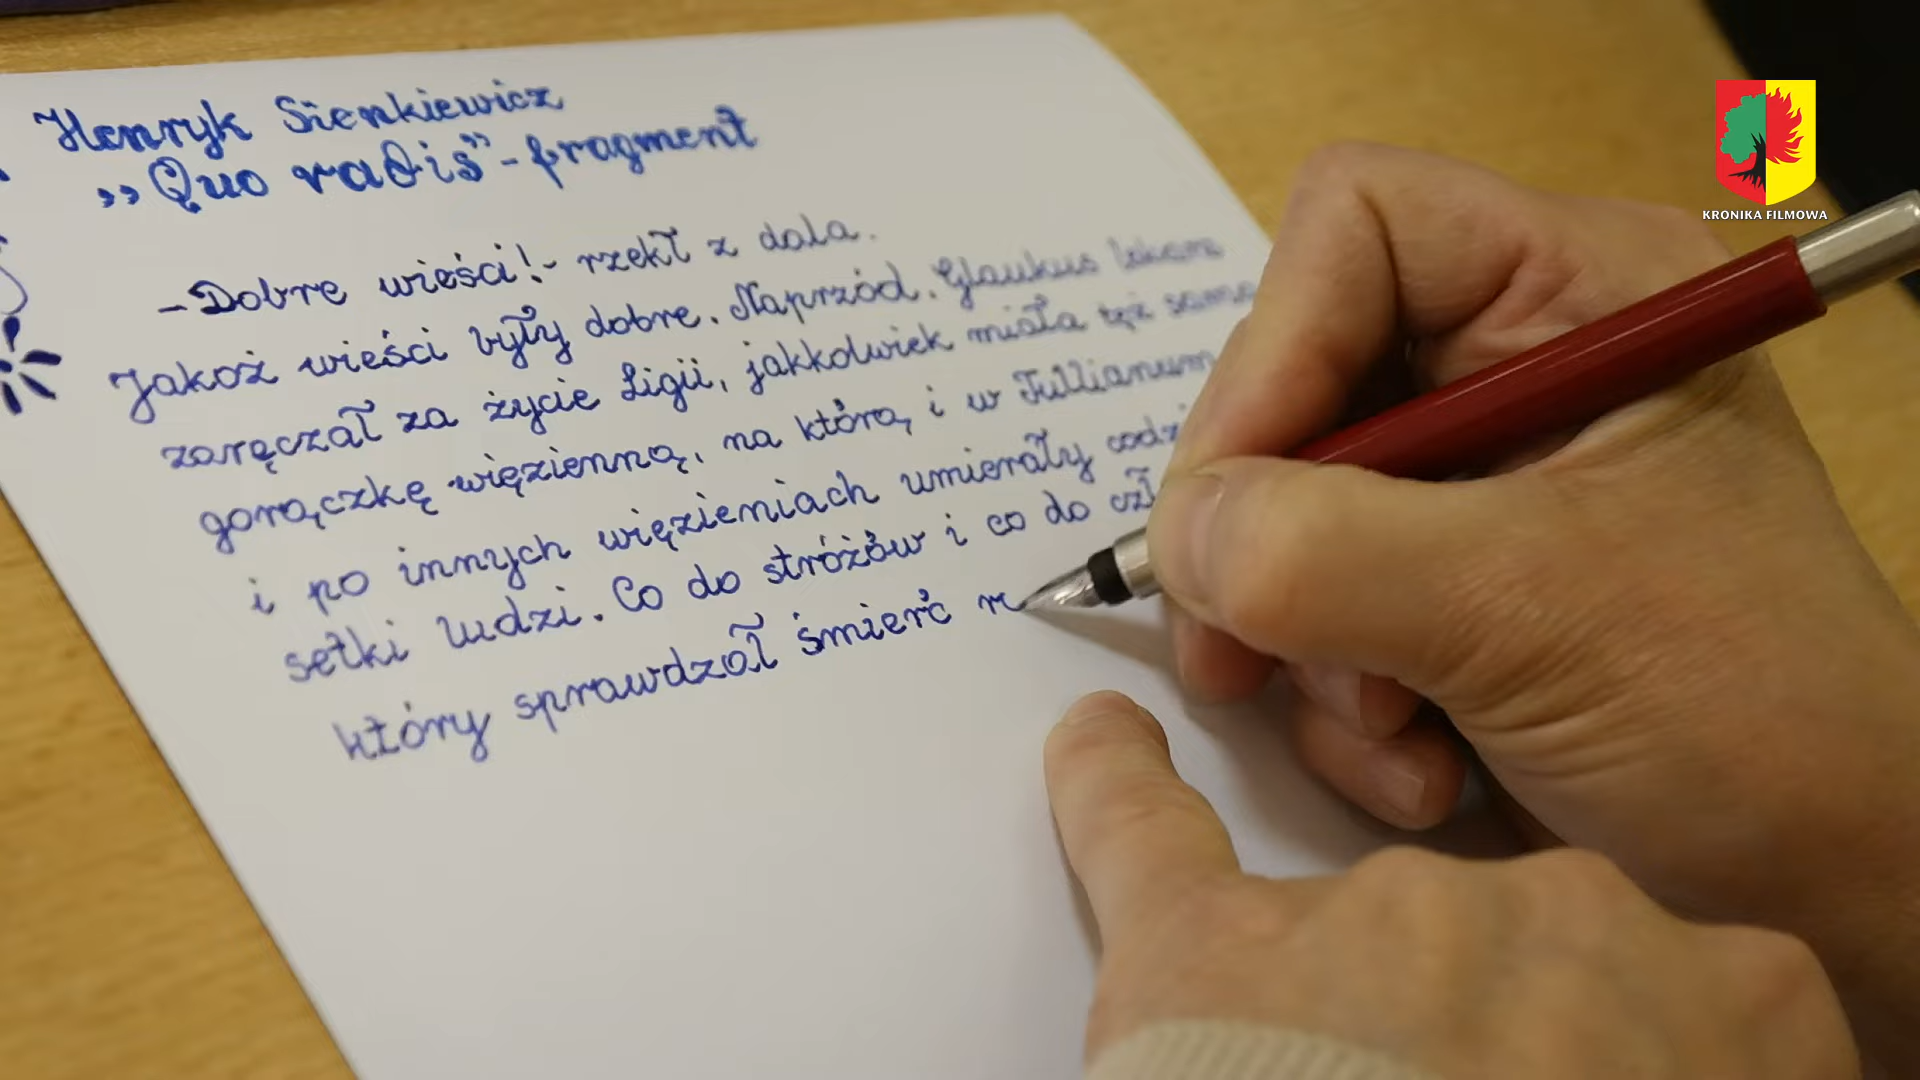 Henryk Sienkiewicz
„Quo vadis" - fragment
- Dobre wieści! - rzekł z dala.
Jakoż wieści były dobre. Naprzód. Glaukus lekarz
zaręczał za życie Ligii, jakkolwiek miała tęż samą
gorączkę więzienną, na którą, i w Tullianum
i po innych więzieniach umierały
setki ludzi. Co do stróżów i co do
który sprawdzał śmierć
KRONIKA FILMOWA